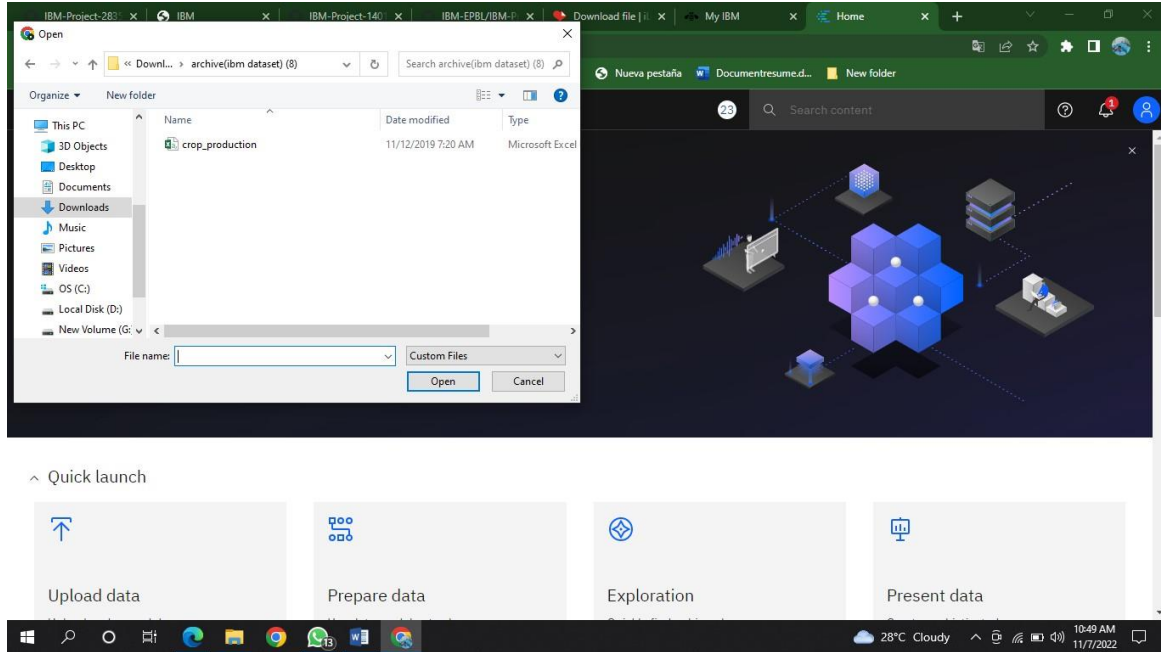 IBM-Project-283! IBM IBM-Project-1401 IBM-EPBL/IBM-P Download file | iL My IBM Home
Open
« Downl... › archive(ibm dataset) (8) Search archive(ibm dataset) (8)
Nueva pestaña Documentresume.d... New folder
Organize New folder
23 Search content 1
Name Date modified Type
This PC
3D Objects
crop_production 11/12/2019 7:20 AM Microsoft Excel
Desktop
Documents
Downloads
Music
Pictures
Videos
OS (C:)
Local Disk (D:)
New Volume (G:
File name: Custom Files
Open Cancel
Quick launch
Upload data Prepare data Exploration Present data
13 28°C Cloudy 10:49 AM
11/7/2022